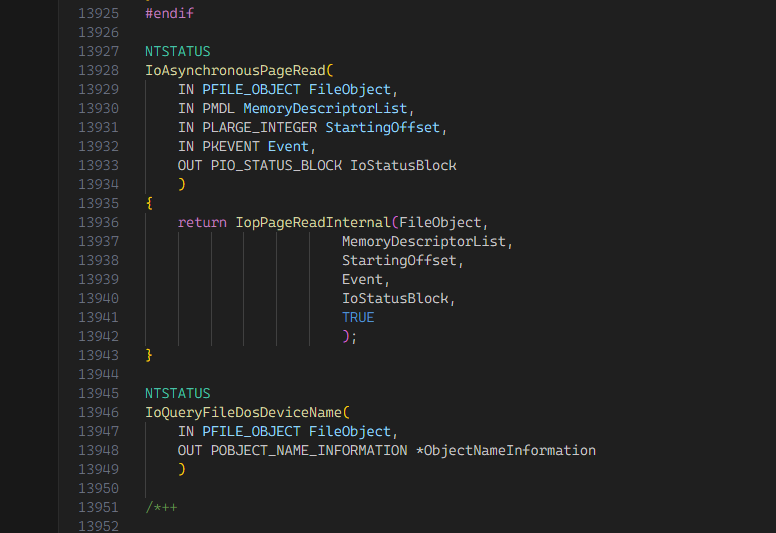 13925 #endif
13926
13927 NTSTATUS
13928 IoAsynchronousPageRead(
13929     IN PFILE_OBJECT FileObject,
13930     IN PMDL MemoryDescriptorList,
13931     IN PLARGE_INTEGER StartingOffset,
13932     IN PKEVENT Event,
13933     OUT PIO_STATUS_BLOCK IoStatusBlock
13934     )
13935 {
13936     return IopPageReadInternal(FileObject,
13937                         MemoryDescriptorList,
13938                         StartingOffset,
13939                         Event,
13940                         IoStatusBlock,
13941                         TRUE
13942                         );
13943 }
13944
13945 NTSTATUS
13946 IoQueryFileDosDeviceName(
13947     IN PFILE_OBJECT FileObject,
13948     OUT POBJECT_NAME_INFORMATION *ObjectNameInformation
13949     )
13950
13951 /*++
13952